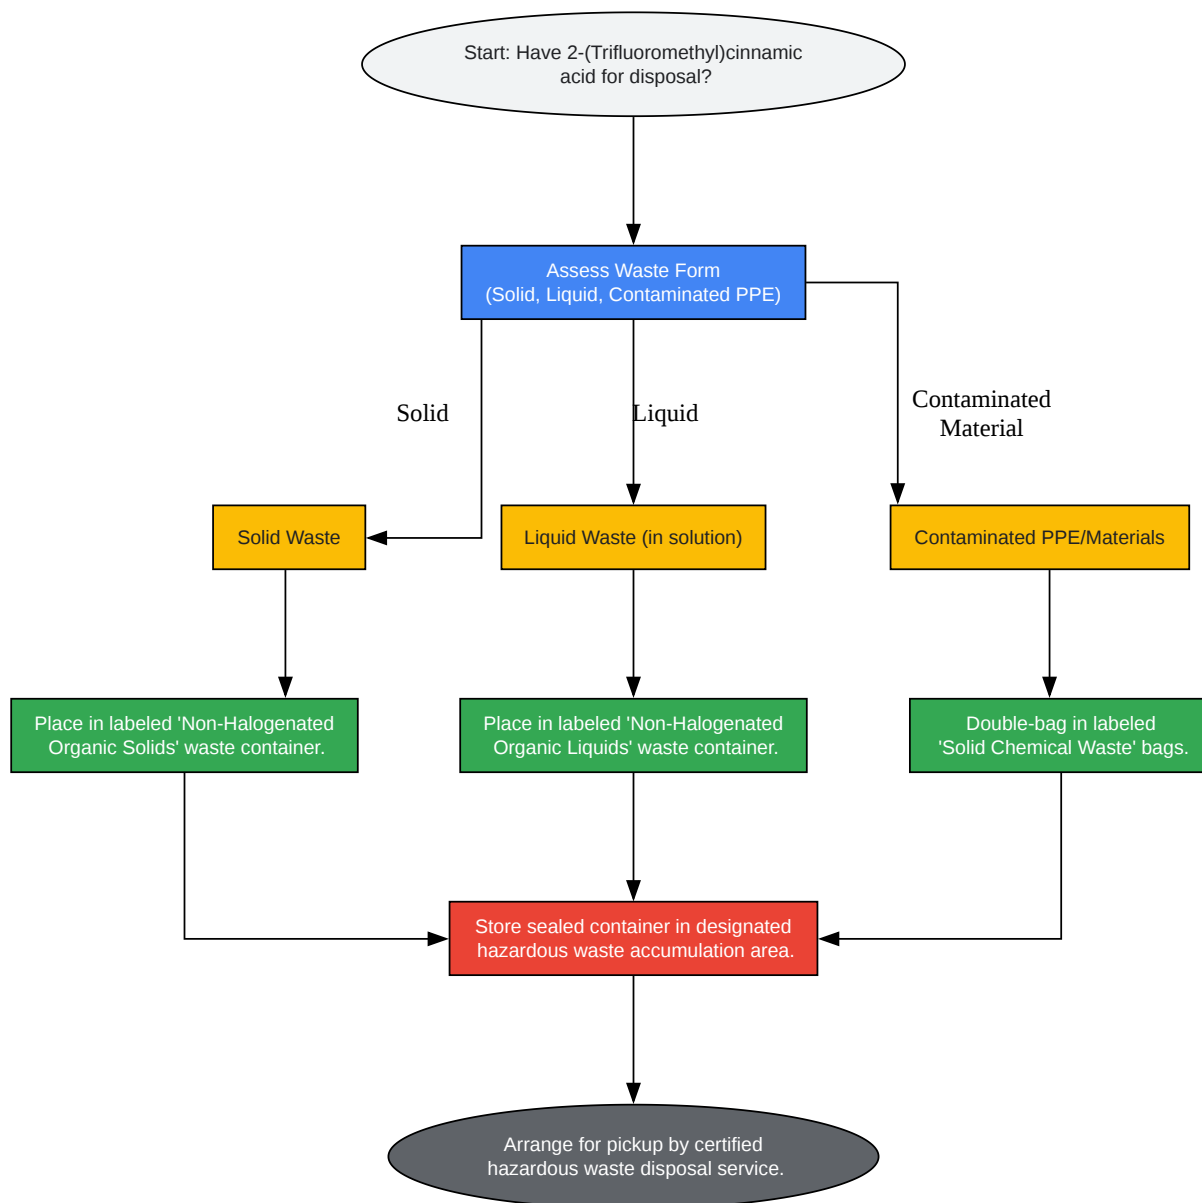 Start: Have 2-(Trifluoromethyl)cinnamic
acid for disposal?
Assess Waste Form
(Solid, Liquid, Contaminated PPE)
Solid
Liquid
Contaminated
Material
Solid Waste
Liquid Waste (in solution)
Contaminated PPE/Materials
Place in labeled 'Non-Halogenated
Organic Solids' waste container.
Place in labeled 'Non-Halogenated
Organic Liquids' waste container.
Double-bag in labeled
'Solid Chemical Waste' bags.
Store sealed container in designated
hazardous waste accumulation area.
Arrange for pickup by certified
hazardous waste disposal service.